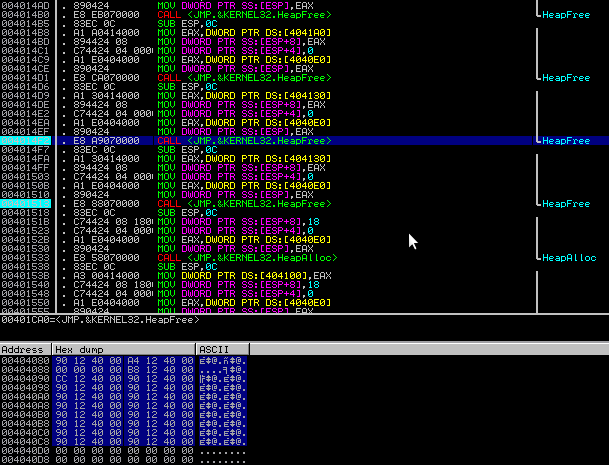 004014AD . 890424 MOV DWORD PTR SS:[ESP],EAX
004014B0 . E8 EB070000 CALL <JMP.&KERNEL32.HeapFree> HeapFree
004014B5 . 83EC 0C SUB ESP,0C
004014B8 . A1 A0414000 MOV EAX,DWORD PTR DS:[4041A0]
004014BD . 894424 08 MOV DWORD PTR SS:[ESP+8],EAX
004014C1 . C74424 04 000 MOV DWORD PTR SS:[ESP+4],0
004014C9 . A1 E0404000 MOV EAX,DWORD PTR DS:[4040E0]
004014CE . 890424 MOV DWORD PTR SS:[ESP],EAX
004014D1 . E8 CA070000 CALL <JMP.&KERNEL32.HeapFree> HeapFree
004014D6 . 83EC 0C SUB ESP,0C
004014D9 . A1 30414000 MOV EAX,DWORD PTR DS:[404130]
004014DE . 894424 08 MOV DWORD PTR SS:[ESP+8],EAX
004014E2 . C74424 04 000 MOV DWORD PTR SS:[ESP+4],0
004014EA . A1 E0404000 MOV EAX,DWORD PTR DS:[4040E0]
004014EF . 890424 MOV DWORD PTR SS:[ESP],EAX
. E8 A9070000 CALL <JMP.&KERNEL32.HeapFree> HeapFree
004014F7 . 83EC 0C SUB ESP,0C
004014FA . A1 30414000 MOV EAX,DWORD PTR DS:[404130]
004014FF . 894424 08 MOV DWORD PTR SS:[ESP+8],EAX
00401503 . C74424 04 000 MOV DWORD PTR SS:[ESP+4],0
0040150B . A1 E0404000 MOV EAX,DWORD PTR DS:[4040E0]
00401510 . 890424 MOV DWORD PTR SS:[ESP],EAX
. E8 88070000 CALL <JMP.&KERNEL32.HeapFree> HeapFree
00401518 . 83EC 0C SUB ESP,0C
0040151B . C74424 08 180 MOV DWORD PTR SS:[ESP+8],18
00401523 . C74424 04 000 MOV DWORD PTR SS:[ESP+4],0
0040152B . A1 E0404000 MOV EAX,DWORD PTR DS:[4040E0]
00401530 . 890424 MOV DWORD PTR SS:[ESP],EAX
00401533 . E8 58070000 CALL <JMP.&KERNEL32.HeapAlloc> HeapAlloc
00401538 . 83EC 0C SUB ESP,0C
0040153B . A3 00414000 MOV DWORD PTR DS:[404100],EAX
00401540 . C74424 08 180 MOV DWORD PTR SS:[ESP+8],18
00401548 . C74424 04 000 MOV DWORD PTR SS:[ESP+4],0
00401550 . A1 E0404000 MOV EAX,DWORD PTR DS:[4040E0]
00401555 . 890424 MOV DWORD PTR SS:[ESP],EAX
00401CA0=<JMP.&KERNEL32.HeapFree>
Address Hex dump ASCII
00404080 90 12 40 00 A4 12 40 00
00404088 00 00 00 00 B8 12 40 00
00404090 CC 12 40 00 90 12 40 00
00404098 90 12 40 00 90 12 40 00
004040A0 90 12 40 00 90 12 40 00
004040A8 90 12 40 00 90 12 40 00
004040B0 90 12 40 00 90 12 40 00
004040B8 90 12 40 00 90 12 40 00
004040C0 90 12 40 00 90 12 40 00
004040C8 90 12 40 00 90 12 40 00
004040D0 00 00 00 00 00 00 00 00 ........
004040D8 00 00 00 00 00 00 00 00 ........